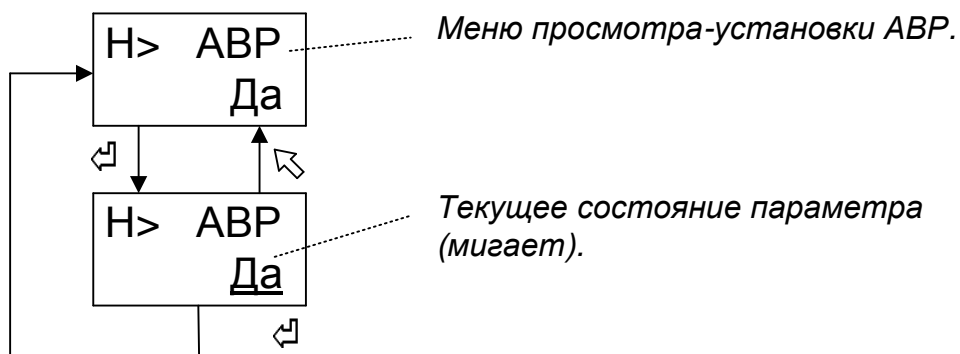 Н> АВР
Да
Меню просмотра-установки АВР.
Н> АВР
Да
Текущее состояние параметра
(мигает).